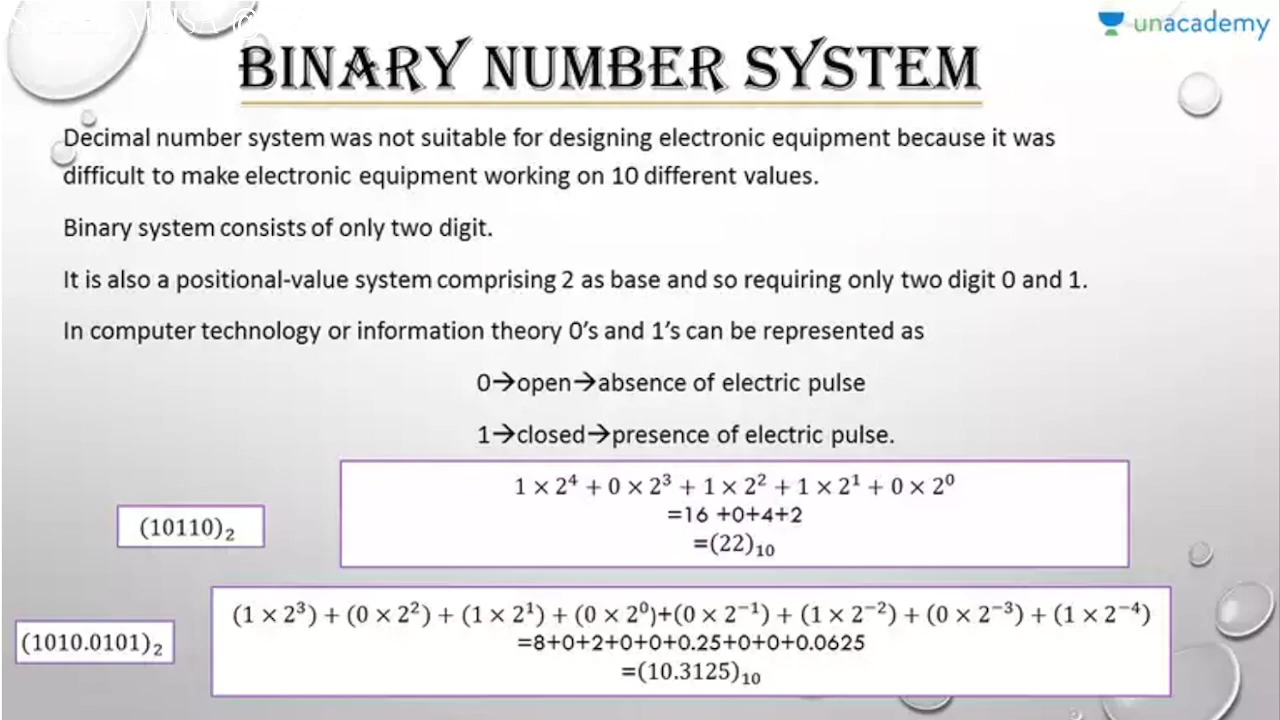 unacademy
BINARY NUMBER SYSTEM
Decimal number system was not suitable for designing electronic equipment because it was
difficult to make electronic equipment working on 10 different values.
Binary system consists of only two digit.
It is also a positional-value system comprising 2 as base and so requiring only two digit 0 and 1.
In computer technology or information theory 0’s and 1’s can be represented as
0→open→absence of electric pulse
1→closed→presence of electric pulse.
(10110)₂
1 × 2⁴ + 0 × 2³ + 1 × 2² + 1 × 2¹ + 0 × 2⁰
=16 +0+4+2
=(22)₁₀
(1010.0101)₂
(1 × 2³) + (0 × 2²) + (1 × 2¹) + (0 × 2⁰)+(0 × 2⁻¹) + (1 × 2⁻²) + (0 × 2⁻³) + (1 × 2⁻⁴)
=8+0+2+0+0+0.25+0+0+0.0625
=(10.3125)₁₀